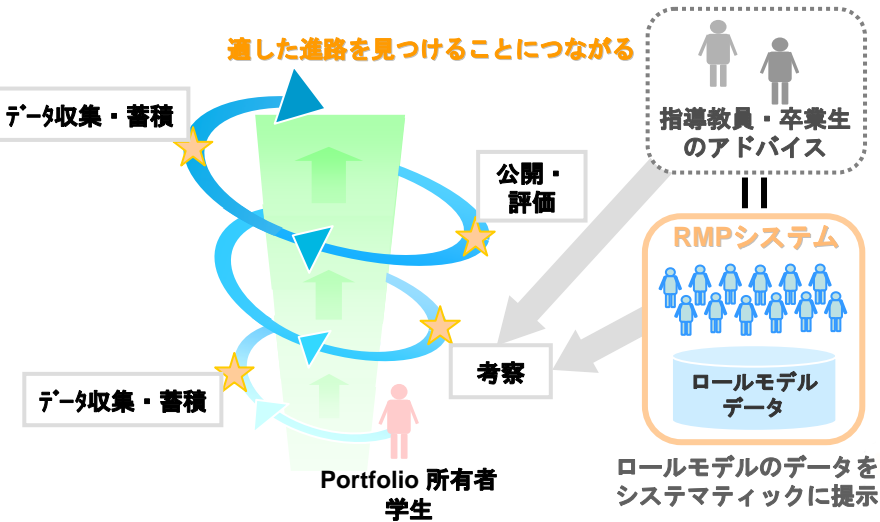 適した進路を見つけることにつながる
指導教員・卒業生
のアドバイス
ﾃﾞｰﾀ収集・蓄積
公開・
評価
RMPシステム
ロールモデル
データ
考察
ﾃﾞｰﾀ収集・蓄積
ロールモデルのデータを
システマティックに提示
Portfolio 所有者
学生